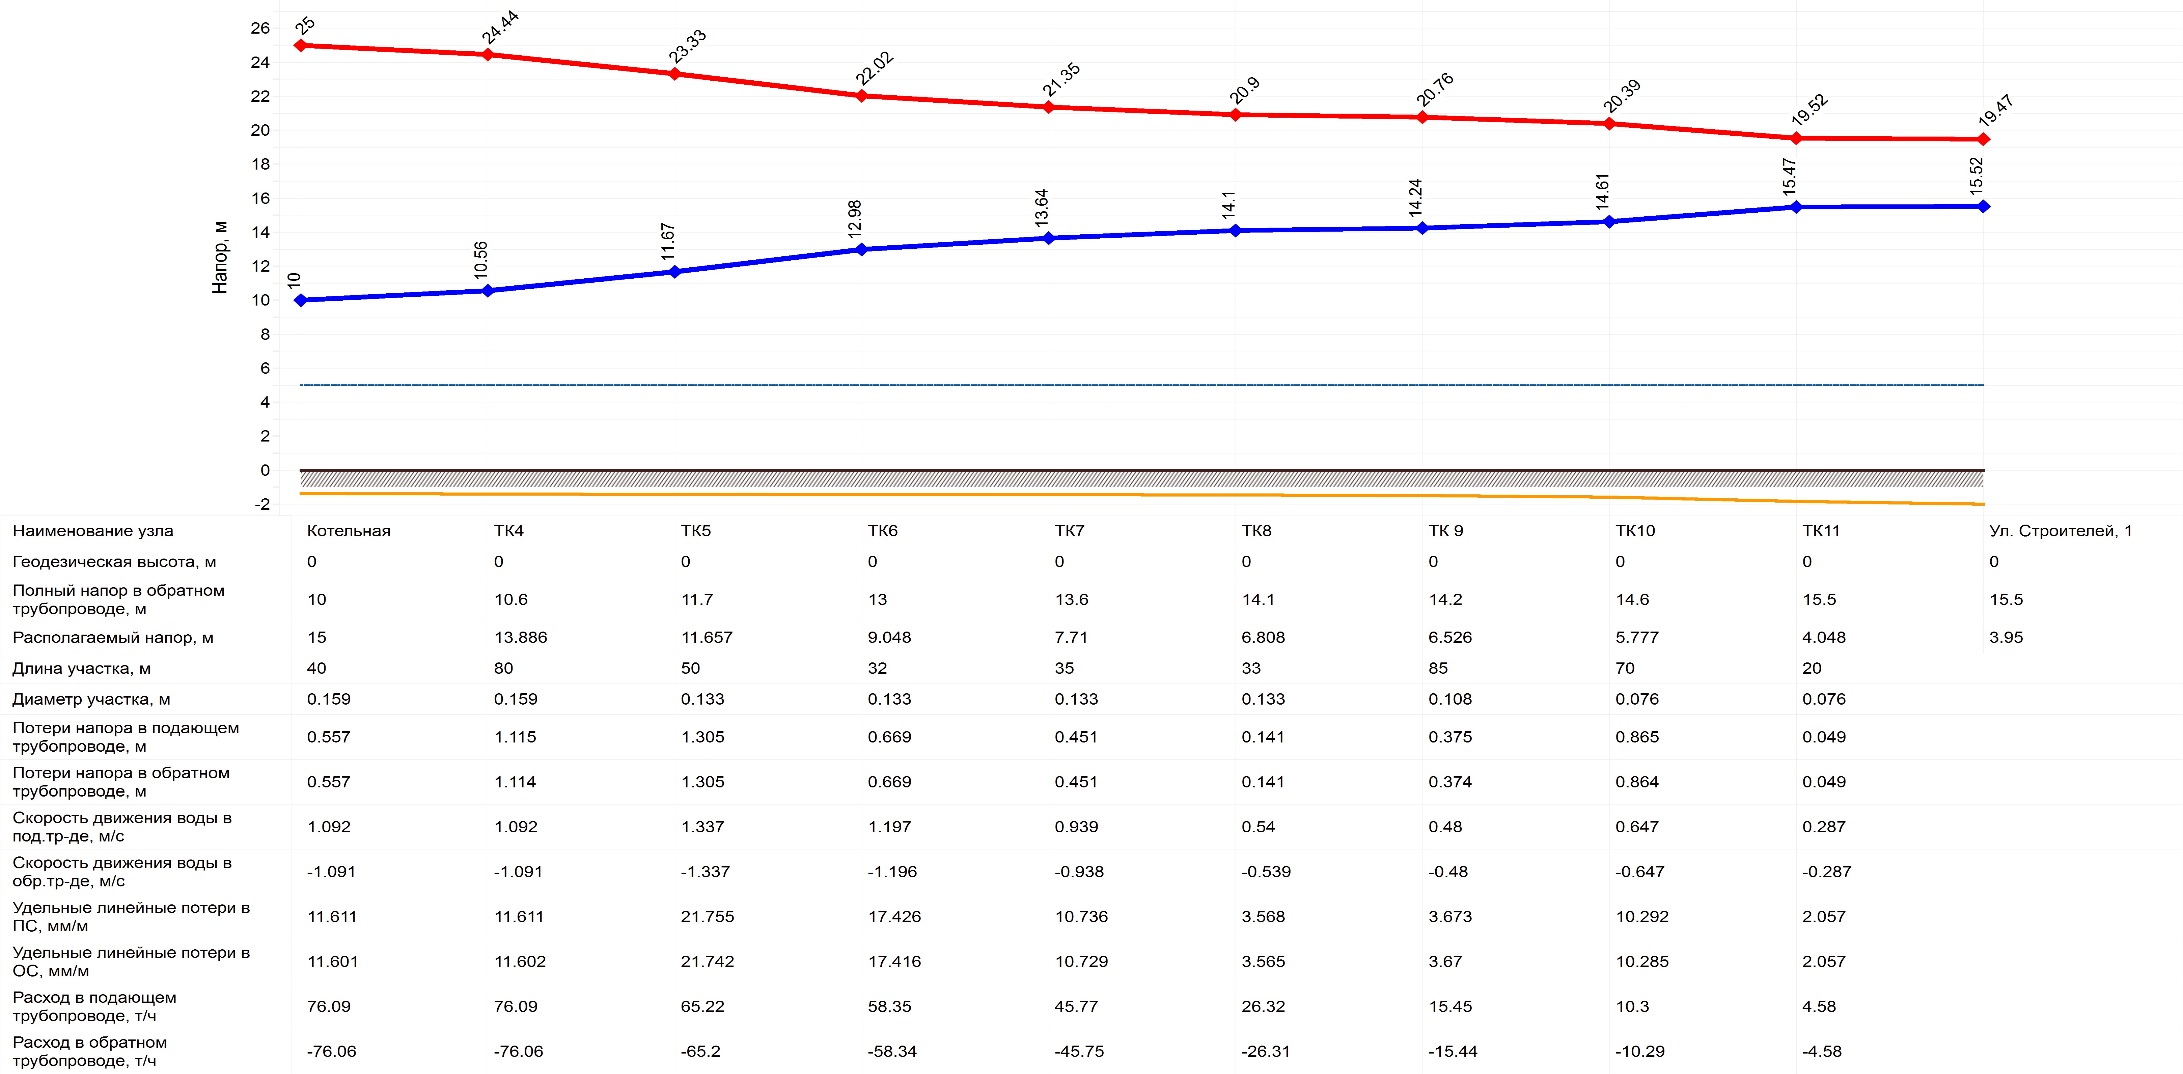 26
24
22
20
18
16
14
12
10
8
6
4
2
0
-2
Напор, м
25
24.44
23.33
22.02
21.35
20.9
20.76
20.39
19.52
19.47
10
10.56
11.67
12.98
13.64
14.1
14.24
14.61
15.47
15.52
Наименование узла Котельная ТК4 ТК5 ТК6 ТК7 ТК8 ТК 9 ТК10 ТК11 Ул. Строителей, 1
Геодезическая высота, м 0 0 0 0 0 0 0 0 0 0
Полный напор в обратном
трубопроводе, м 10 10.6 11.7 13 13.6 14.1 14.2 14.6 15.5 15.5
Располагаемый напор, м 15 13.886 11.657 9.048 7.71 6.808 6.526 5.777 4.048 3.95
Длина участка, м 40 80 50 32 35 33 85 70 20
Диаметр участка, м 0.159 0.159 0.133 0.133 0.133 0.133 0.108 0.076 0.076
Потери напора в подающем
трубопроводе, м 0.557 1.115 1.305 0.669 0.451 0.141 0.375 0.865 0.049
Потери напора в обратном
трубопроводе, м 0.557 1.114 1.305 0.669 0.451 0.141 0.374 0.864 0.049
Скорость движения воды в
под.тр-де, м/с 1.092 1.092 1.337 1.197 0.939 0.54 0.48 0.647 0.287
Скорость движения воды в
обр.тр-де, м/с -1.091 -1.091 -1.337 -1.196 -0.938 -0.539 -0.48 -0.647 -0.287
Удельные линейные потери в
ПС, мм/м 11.611 11.611 21.755 17.426 10.736 3.568 3.673 10.292 2.057
Удельные линейные потери в
ОС, мм/м 11.601 11.602 21.742 17.416 10.729 3.565 3.67 10.285 2.057
Расход в подающем
трубопроводе, т/ч 76.09 76.09 65.22 58.35 45.77 26.32 15.45 10.3 4.58
Расход в обратном
трубопроводе, т/ч -76.06 -76.06 -65.2 -58.34 -45.75 -26.31 -15.44 -10.29 -4.58